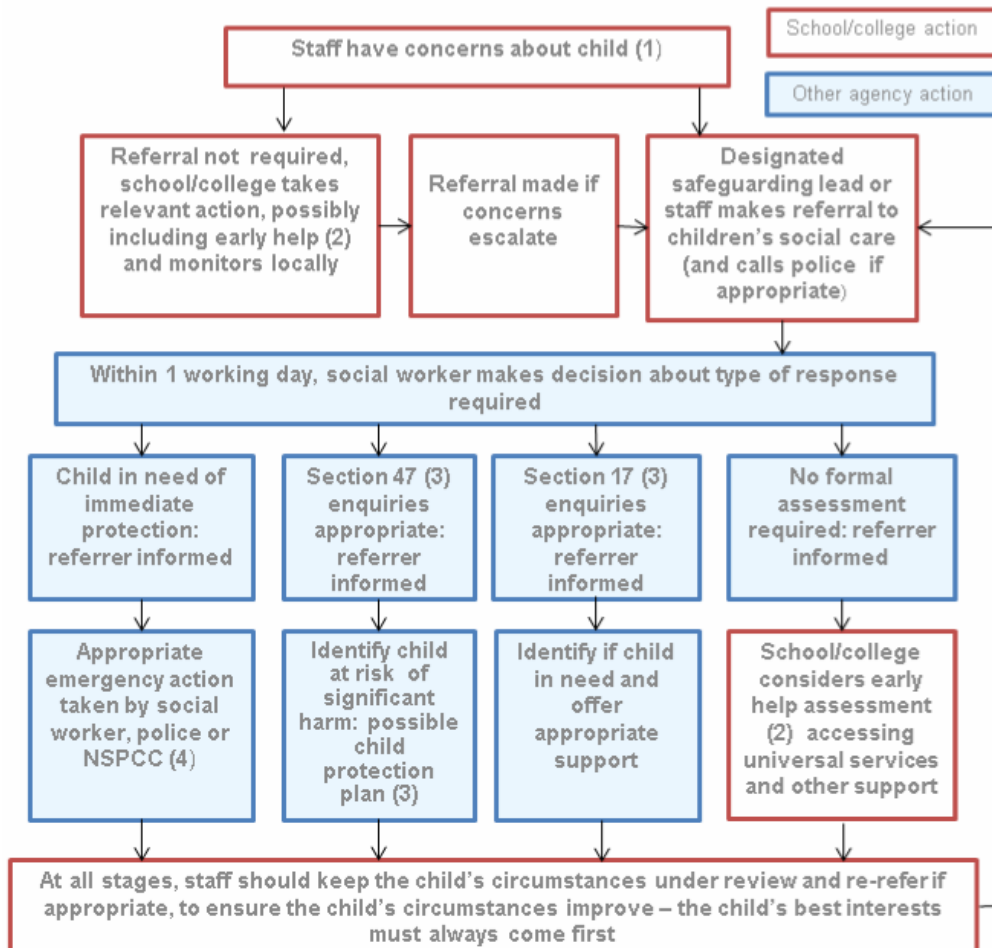 Staff have concerns about child (1)
School/college action
Other agency action
Referral not required,
school/college takes
relevant action, possibly
including early help (2)
and monitors locally
Referral made if
concerns
escalate
Designated
safeguarding lead or
staff makes referral to
children's social care
(and calls police if
appropriate)
Within 1 working day, social worker makes decision about type of response
required
Child in need of
immediate
protection:
referrer informed
Section 47 (3)
enquiries
appropriate:
referrer
informed
Section 17 (3)
enquiries
appropriate:
referrer
informed
No formal
assessment
required: referrer
informed
Appropriate
emergency action
taken by social
worker, police or
NSPCC (4)
Identify child
at risk of
significant
harm: possible
child
protection
plan (3)
Identify if child
in need and
offer
appropriate
support
School/college
considers early
help assessment
(2) accessing
universal services
and other support
At all stages, staff should keep the child's circumstances under review and re-refer if
appropriate, to ensure the child's circumstances improve – the child's best interests
must always come first